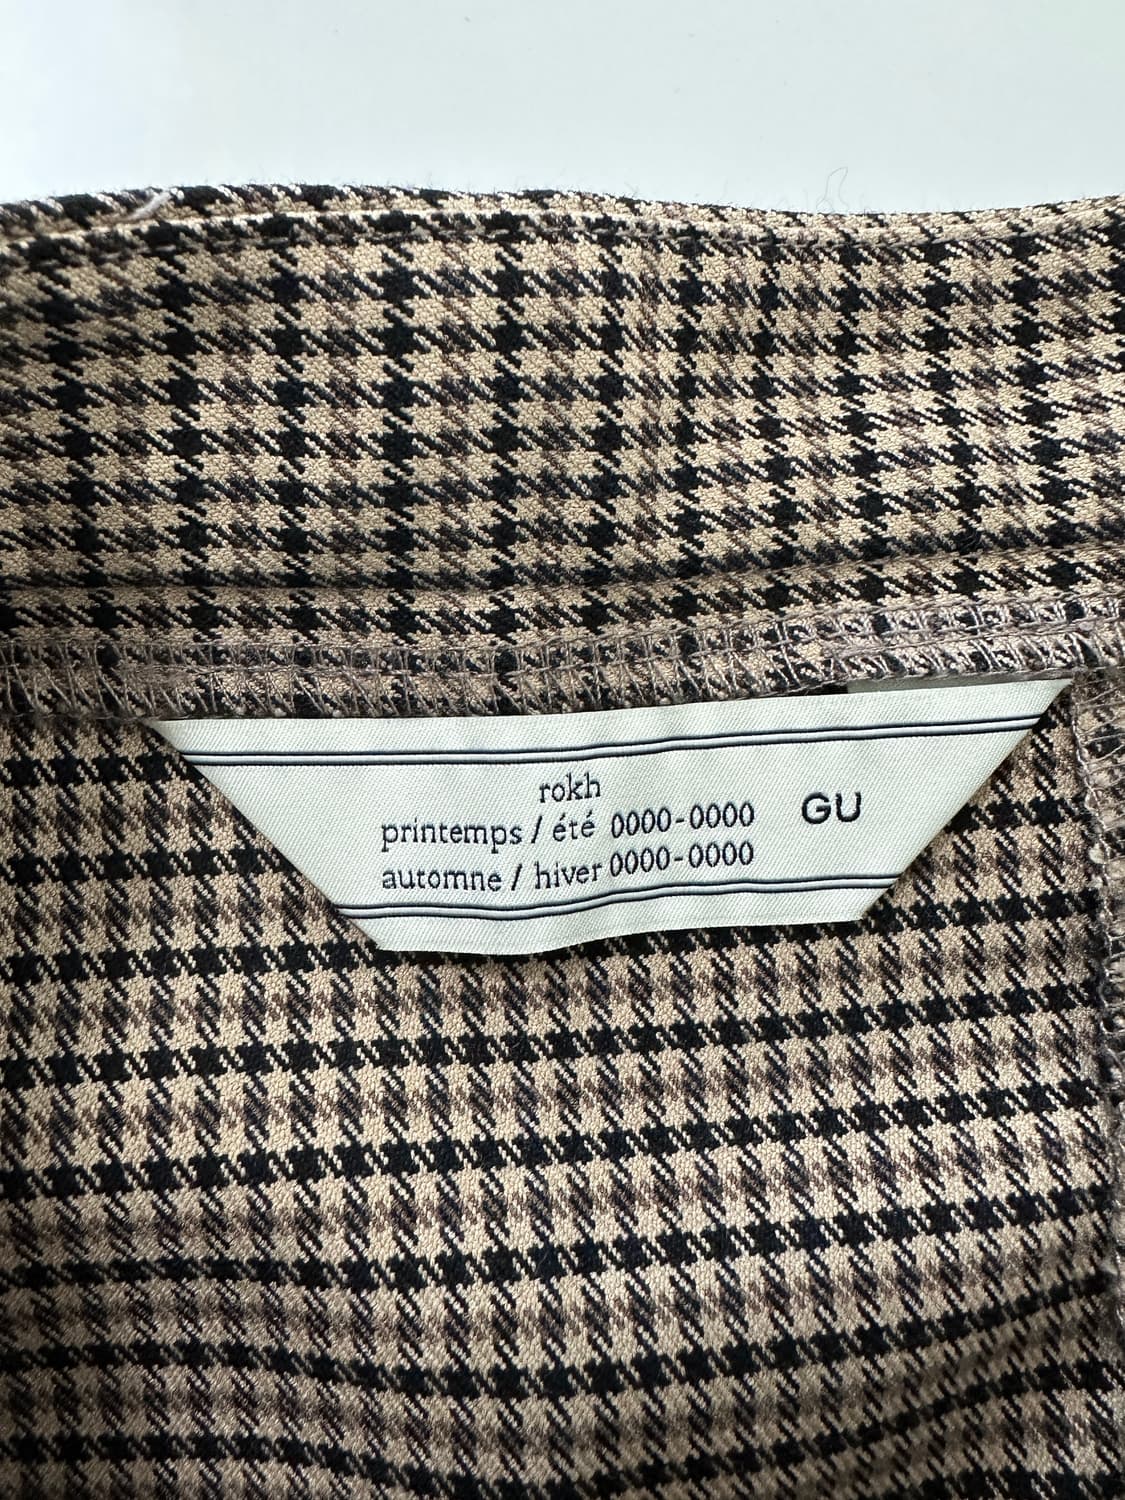 rokh
printemps / été 0000-0000
automne / hiver 0000-0000
GU